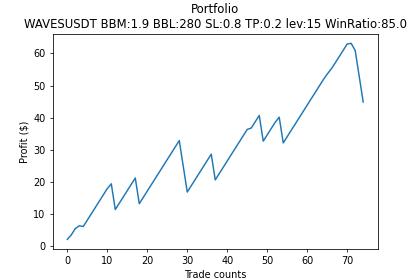 Portfolio
WAVESUSDT BBM:1.9 BBL:280 SL:0.8 TP:0.2 lev:15 WinRatio:85.0
Profit ($)
60
50
40
30
20
10
0
0 10 20 30 40 50 60 70
Trade counts